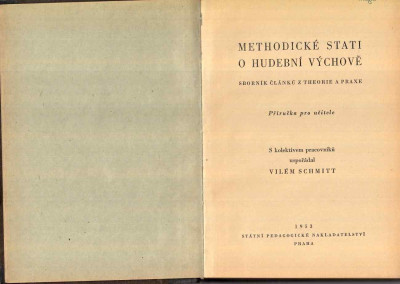 METHODICKÉ STATI
O HUDEBNÍ VÝCHOVĚ
SBORNÍK ČLÁNKŮ Z THEORIE A PRAXE
Příručka pro učitele
S kolektivem pracovníků
uspořádal
VILÉM SCHMITT
1953
STÁTNÍ PEDAGOGICKÉ NAKLADATELSTVÍ
PRAHA